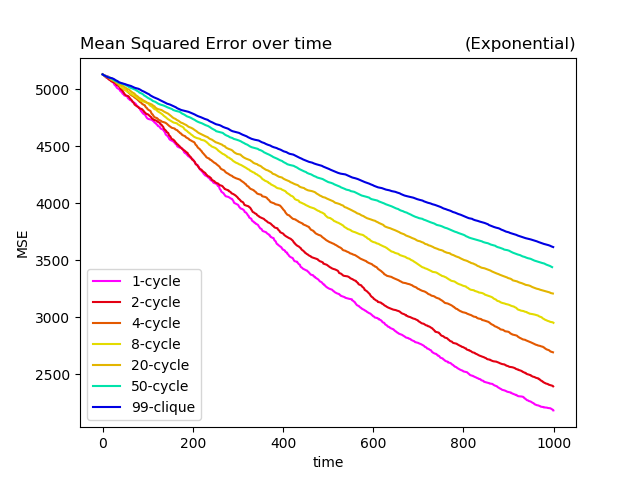 Mean Squared Error over time (Exponential)
MSE
5000
4500
4000
3500
3000
2500
1-cycle
2-cycle
4-cycle
8-cycle
20-cycle
50-cycle
99-clique
0 200 400 600 800 1000
time